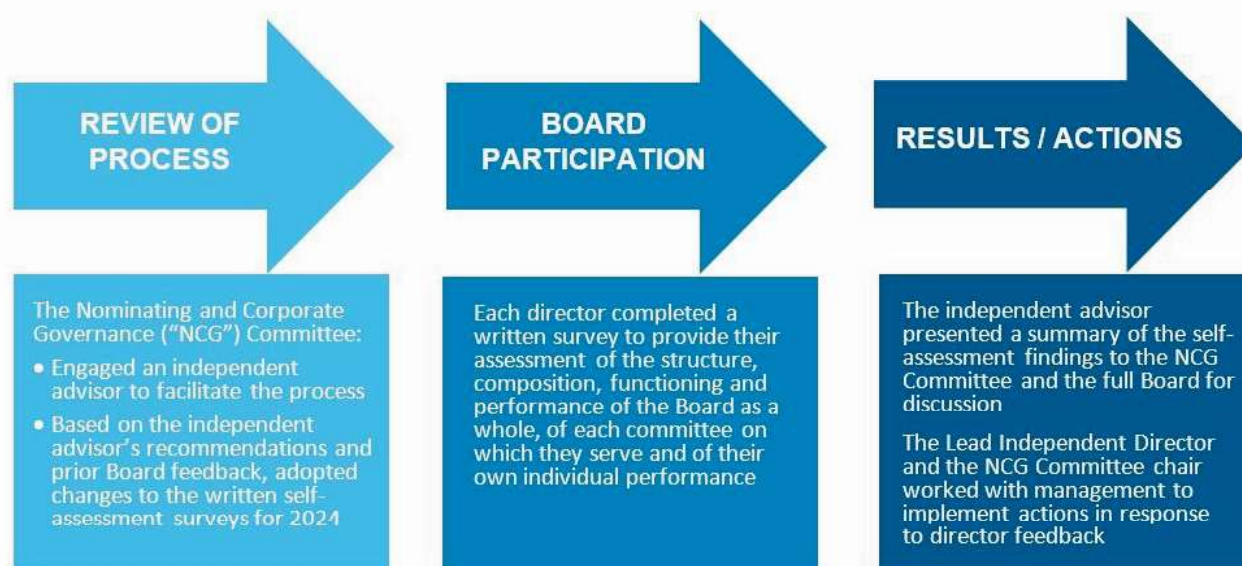 REVIEW OF
PROCESS
The Nominating and Corporate
Governance (“NCG”) Committee:
• Engaged an independent
advisor to facilitate the process
• Based on the independent
advisor’s recommendations and
prior Board feedback, adopted
changes to the written self-
assessment surveys for 2024
BOARD
PARTICIPATION
Each director completed a
written survey to provide their
assessment of the structure,
composition, functioning and
performance of the Board as a
whole, of each committee on
which they serve and of their
own individual performance
RESULTS / ACTIONS
The independent advisor
presented a summary of the self-
assessment findings to the NCG
Committee and the full Board for
discussion
The Lead Independent Director
and the NCG Committee chair
worked with management to
implement actions in response
to director feedback